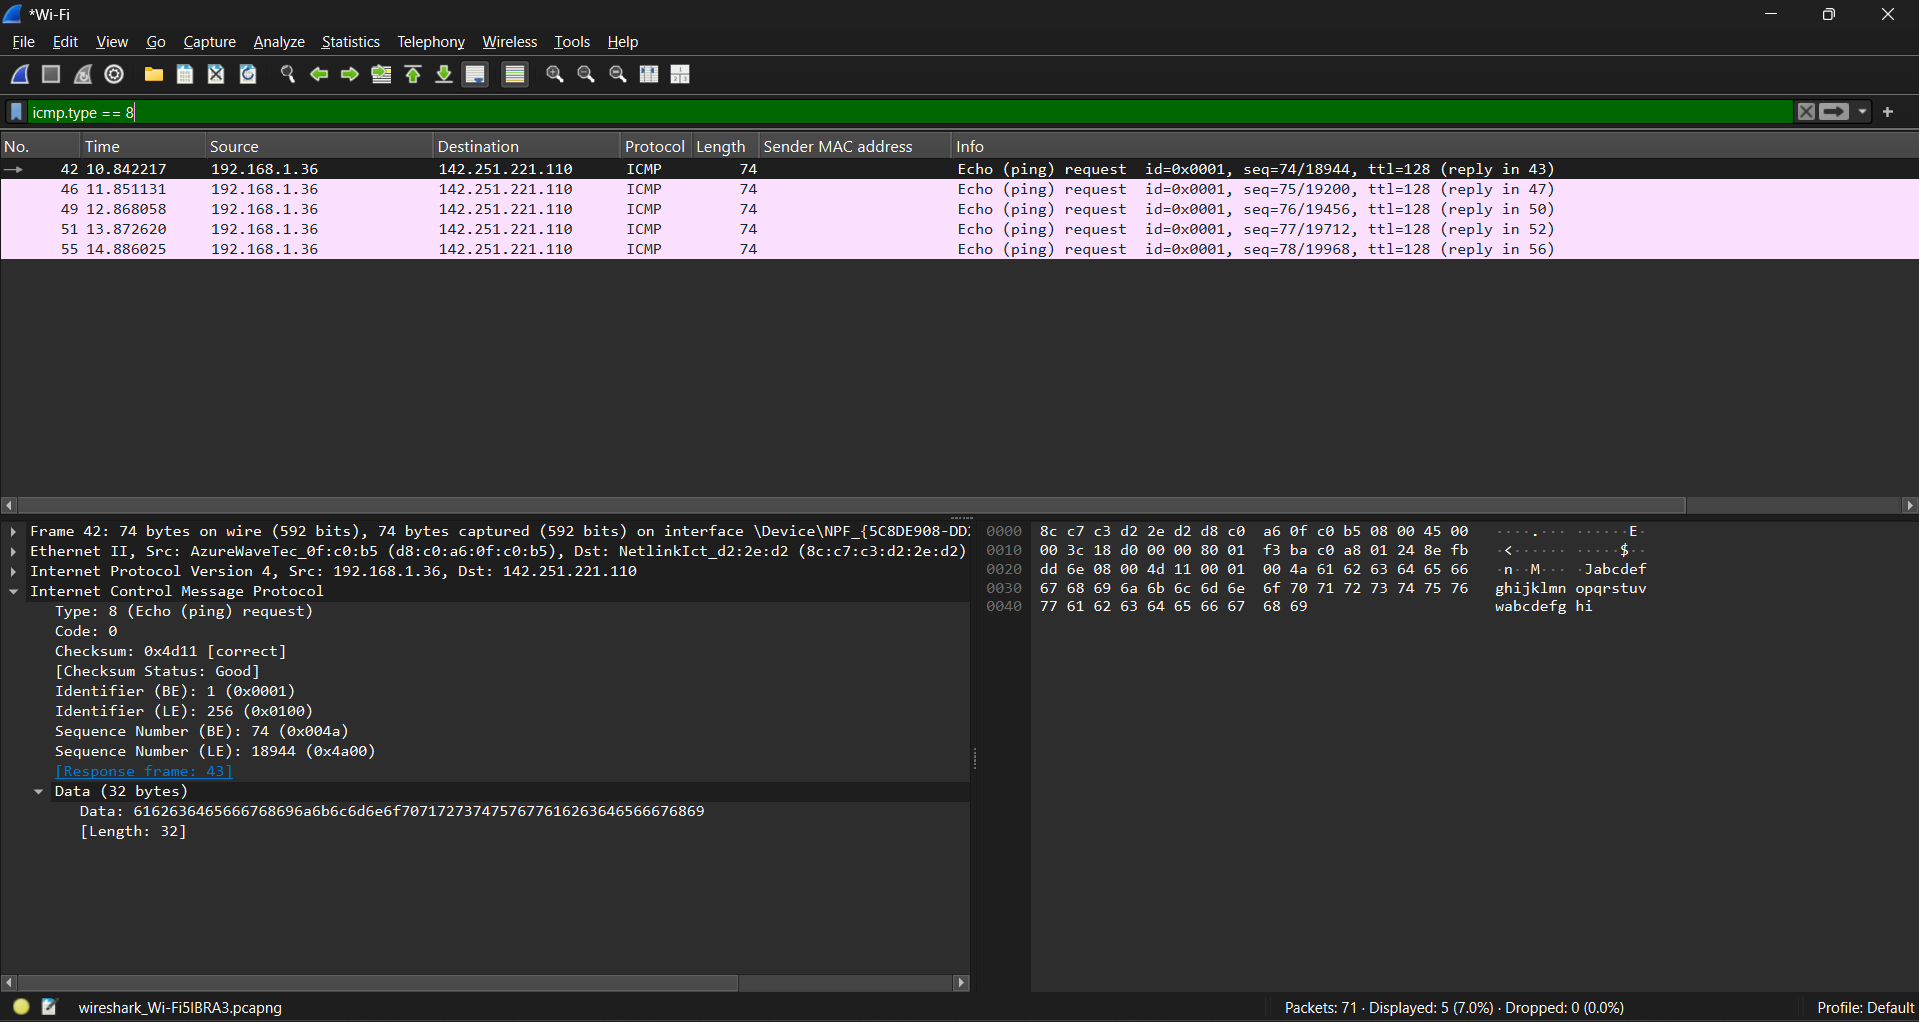 *Wi-Fi
File Edit View Go Capture Analyze Statistics Telephony Wireless Tools Help
icmp.type == 8
No. Time Source Destination Protocol Length Sender MAC address Info
42 10.842217 192.168.1.36 142.251.221.110 ICMP 74 Echo (ping) request id=0x0001, seq=74/18944, ttl=128 (reply in 43)
46 11.851131 192.168.1.36 142.251.221.110 ICMP 74 Echo (ping) request id=0x0001, seq=75/19200, ttl=128 (reply in 47)
49 12.868058 192.168.1.36 142.251.221.110 ICMP 74 Echo (ping) request id=0x0001, seq=76/19456, ttl=128 (reply in 50)
51 13.872620 192.168.1.36 142.251.221.110 ICMP 74 Echo (ping) request id=0x0001, seq=77/19712, ttl=128 (reply in 52)
55 14.886025 192.168.1.36 142.251.221.110 ICMP 74 Echo (ping) request id=0x0001, seq=78/19968, ttl=128 (reply in 56)
Frame 42: 74 bytes on wire (592 bits), 74 bytes captured (592 bits) on interface \Device\NPF_{5C8DE908-DD
Ethernet II, Src: AzureWaveTec_0f:c0:b5 (d8:c0:a6:0f:c0:b5), Dst: NetlinkIct_d2:2e:d2 (8c:c7:c3:d2:2e:d2)
Internet Protocol Version 4, Src: 192.168.1.36, Dst: 142.251.221.110
Internet Control Message Protocol
Type: 8 (Echo (ping) request)
Code: 0
Checksum: 0x4d11 [correct]
[Checksum Status: Good]
Identifier (BE): 1 (0x0001)
Identifier (LE): 256 (0x0100)
Sequence Number (BE): 74 (0x004a)
Sequence Number (LE): 18944 (0x4a00)
[Response frame: 43]
Data (32 bytes)
Data: 6162636465666768696a6b6c6d6e6f7071727374757677616263646566676869
[Length: 32]
0000 8c c7 c3 d2 2e d2 d8 c0 a6 0f c0 b5 08 00 45 00 ····.··· ······E·
0010 00 3c 18 d0 00 00 80 01 f3 ba c0 a8 01 24 8e fb ·<······ ·····$··
0020 dd 6e 08 00 4d 11 00 01 00 4a 61 62 63 64 65 66 ·n··M··· ·Jabcdef
0030 67 68 69 6a 6b 6c 6d 6e 6f 70 71 72 73 74 75 76 ghijklmn opqrstuv
0040 77 61 62 63 64 65 66 67 68 69 wabcdefg hi
wireshark_Wi-Fi5IBRA3.pcapng
Packets: 71 · Displayed: 5 (7.0%) · Dropped: 0 (0.0%)
Profile: Default